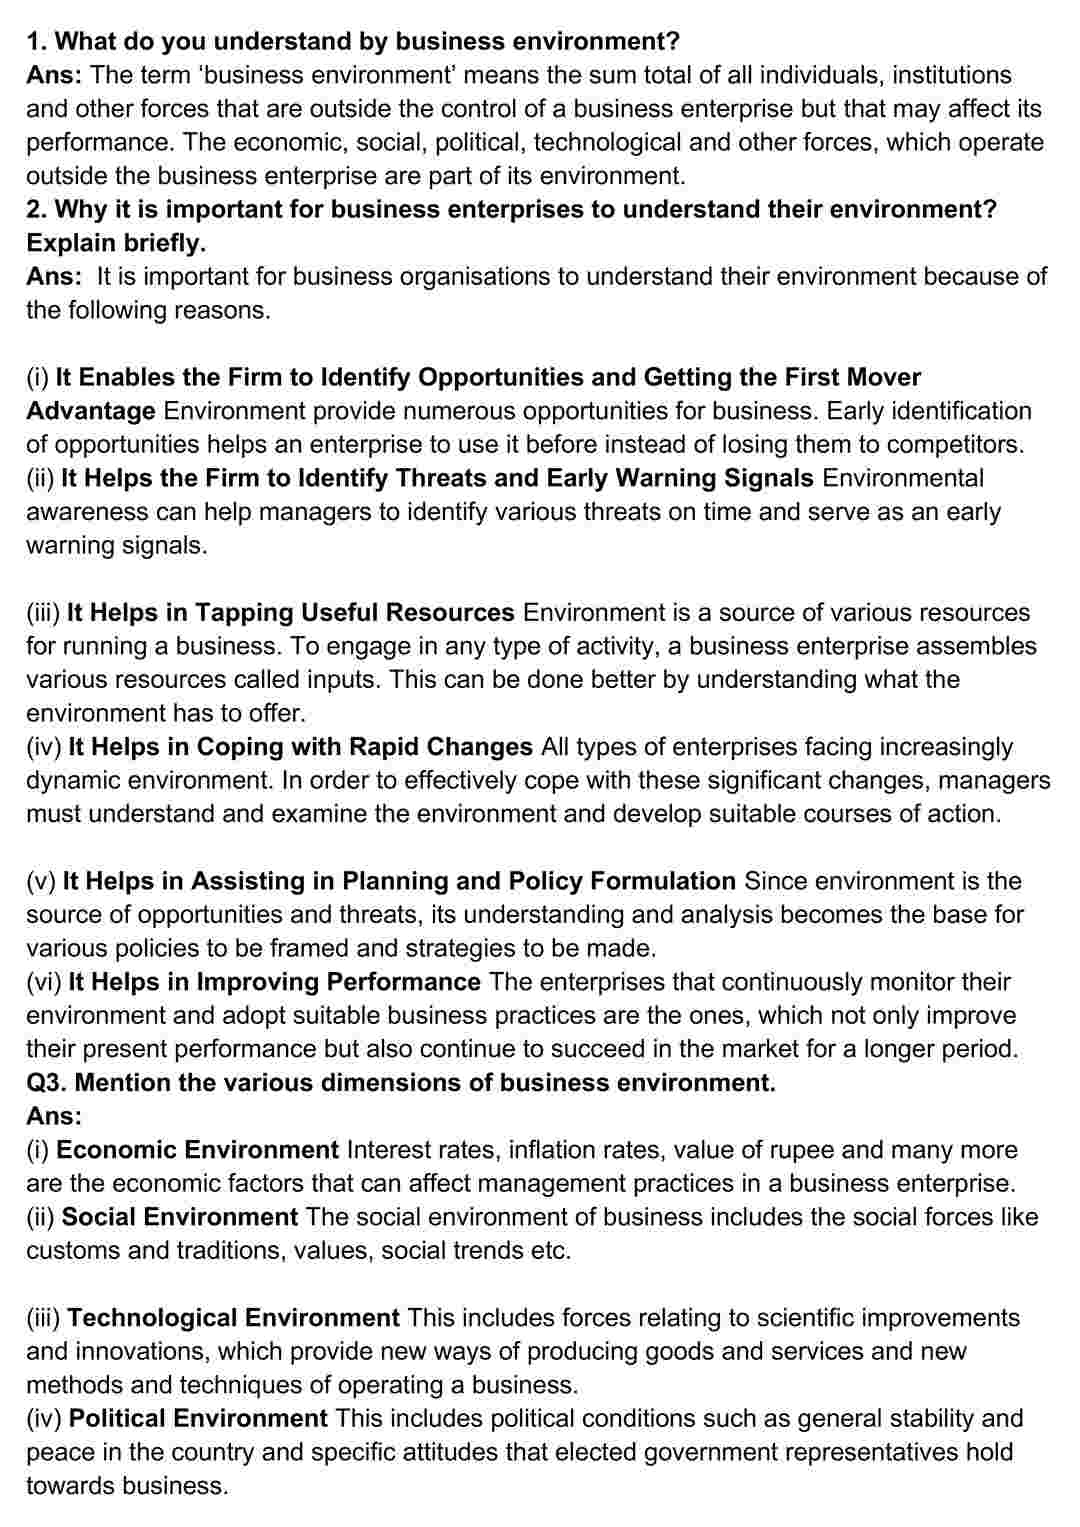 1. What do you understand by business environment?
Ans: The term ‘business environment’ means the sum total of all individuals, institutions
and other forces that are outside the control of a business enterprise but that may affect its
performance. The economic, social, political, technological and other forces, which operate
outside the business enterprise are part of its environment.
2. Why it is important for business enterprises to understand their environment?
Explain briefly.
Ans:  It is important for business organisations to understand their environment because of
the following reasons.

(i) It Enables the Firm to Identify Opportunities and Getting the First Mover
Advantage Environment provide numerous opportunities for business. Early identification
of opportunities helps an enterprise to use it before instead of losing them to competitors.
(ii) It Helps the Firm to Identify Threats and Early Warning Signals Environmental
awareness can help managers to identify various threats on time and serve as an early
warning signals.

(iii) It Helps in Tapping Useful Resources Environment is a source of various resources
for running a business. To engage in any type of activity, a business enterprise assembles
various resources called inputs. This can be done better by understanding what the
environment has to offer.
(iv) It Helps in Coping with Rapid Changes All types of enterprises facing increasingly
dynamic environment. In order to effectively cope with these significant changes, managers
must understand and examine the environment and develop suitable courses of action.

(v) It Helps in Assisting in Planning and Policy Formulation Since environment is the
source of opportunities and threats, its understanding and analysis becomes the base for
various policies to be framed and strategies to be made.
(vi) It Helps in Improving Performance The enterprises that continuously monitor their
environment and adopt suitable business practices are the ones, which not only improve
their present performance but also continue to succeed in the market for a longer period.
Q3. Mention the various dimensions of business environment.
Ans:
(i) Economic Environment Interest rates, inflation rates, value of rupee and many more
are the economic factors that can affect management practices in a business enterprise.
(ii) Social Environment The social environment of business includes the social forces like
customs and traditions, values, social trends etc.

(iii) Technological Environment This includes forces relating to scientific improvements
and innovations, which provide new ways of producing goods and services and new
methods and techniques of operating a business.
(iv) Political Environment This includes political conditions such as general stability and
peace in the country and specific attitudes that elected government representatives hold
towards business.